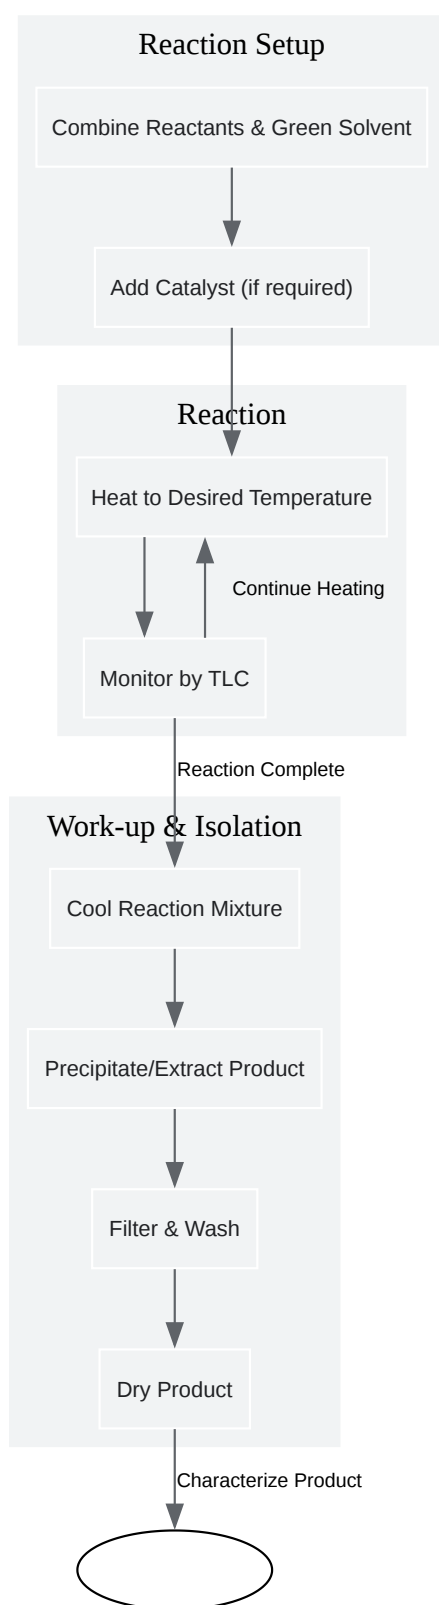 Reaction Setup
Combine Reactants & Green Solvent
Add Catalyst (if required)
Reaction
Heat to Desired Temperature
Continue Heating
Monitor by TLC
Reaction Complete
Work-up & Isolation
Cool Reaction Mixture
Precipitate/Extract Product
Filter & Wash
Dry Product
Characterize Product